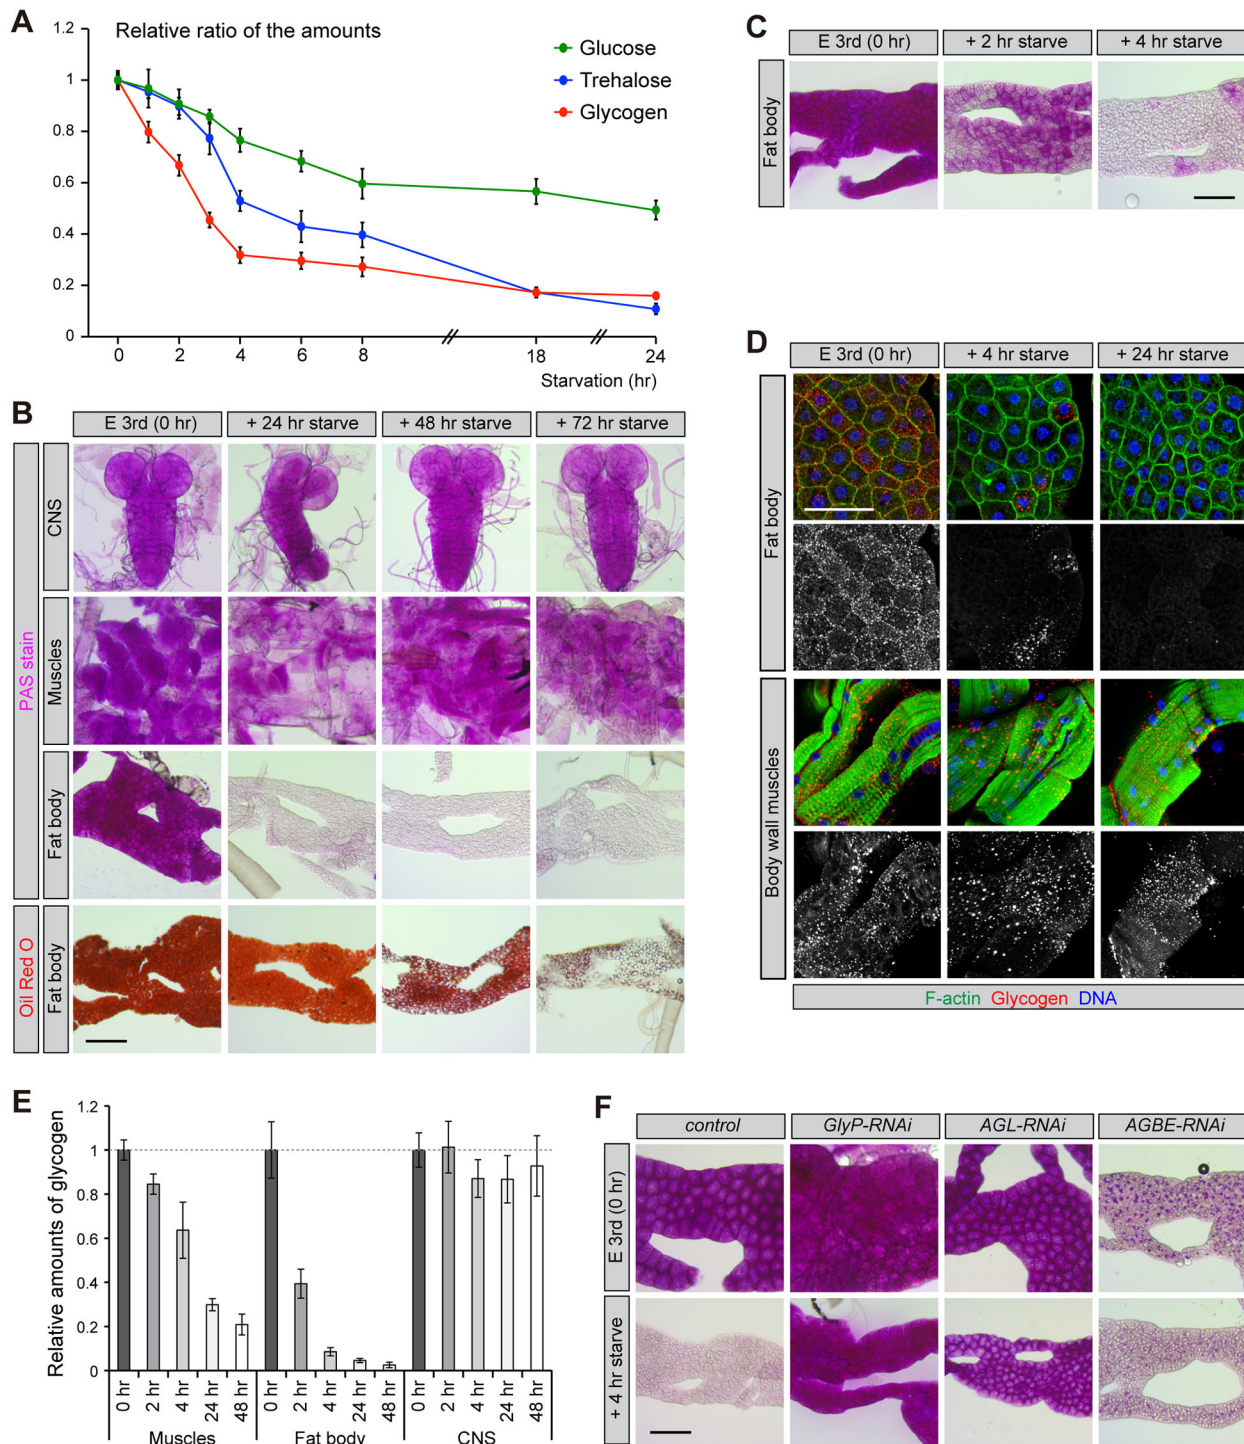 A
Relative ratio of the amounts
Glucose
Trehalose
Glycogen
1
0.8
0.6
0.4
0.2
0
0 2 4 6 8 18 24
Starvation (hr)
B
E 3rd (0 hr) + 24 hr starve + 48 hr starve + 72 hr starve
PAS stain
CNS
Muscles
Fat body
Oil Red O
Fat body
C
E 3rd (0 hr) + 2 hr starve + 4 hr starve
Fat body
D
E 3rd (0 hr) + 4 hr starve + 24 hr starve
Fat body
Body wall muscles
F-actin Glycogen DNA
E
Relative amounts of glycogen
1.2
1
0.8
0.6
0.4
0.2
0
0 hr 2 hr 4 hr 24 hr 48 hr 0 hr 2 hr 4 hr 24 hr 48 hr 0 hr 2 hr 4 hr 24 hr 48 hr
Muscles Fat body CNS
F
control GlyP-RNAi AGL-RNAi AGBE-RNAi
E 3rd (0 hr)
+ 4 hr starve